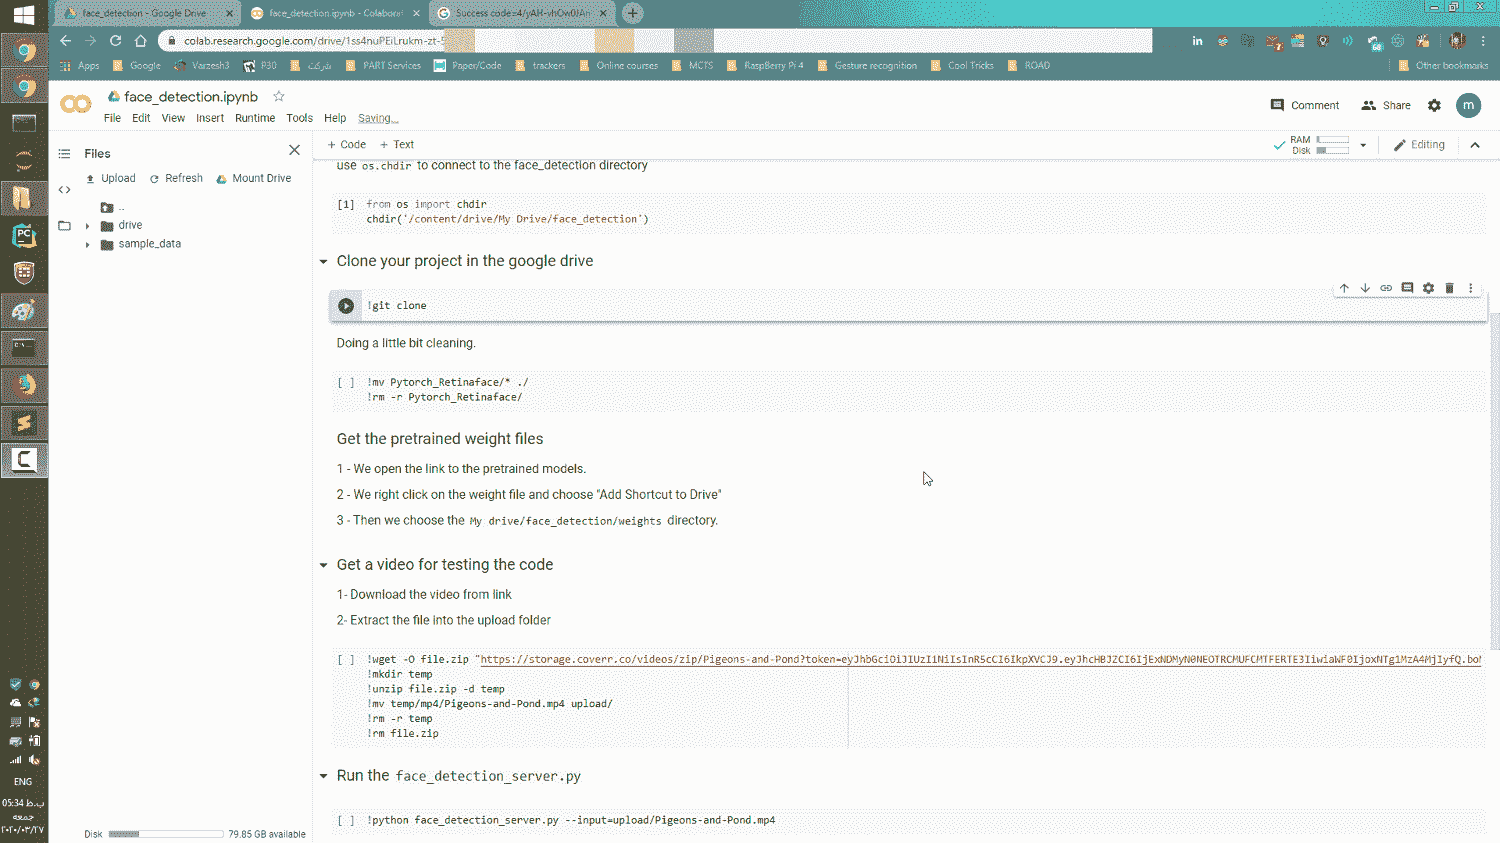 face_detection - Google Drive
face_detection.ipynb - Colaborat
Success code=4/yAH-vhOw0JAn
colab.research.google.com/drive/1ss4nuPEiLrukm-zt-
Apps Google Varzesh3 P30 شرکت PART Services Paper/Code trackers Online courses MCTS RaspBerry Pi 4 Gesture recognition Cool Tricks ROAD Other bookmarks
face_detection.ipynb
File Edit View Insert Runtime Tools Help Saving...
Comment Share m
Files
Upload Refresh Mount Drive
..
drive
sample_data
Disk 79.85 GB available
+ Code + Text
RAM
Disk
Editing
use os.chdir to connect to the face_detection directory
[1] from os import chdir
chdir('/content/drive/My Drive/face_detection')
Clone your project in the google drive
!git clone
Doing a little bit cleaning.
[ ] !mv Pytorch_Retinaface/* ./
!rm -r Pytorch_Retinaface/
Get the pretrained weight files
1 - We open the link to the pretrained models.
2 - We right click on the weight file and choose "Add Shortcut to Drive"
3 - Then we choose the My drive/face_detection/weights directory.
Get a video for testing the code
1- Download the video from link
2- Extract the file into the upload folder
[ ] !wget -O file.zip "https://storage.coverr.co/videos/zip/Pigeons-and-Pond?token=
!mkdir temp
!unzip file.zip -d temp
!mv temp/mp4/Pigeons-and-Pond.mp4 upload/
!rm -r temp
!rm file.zip
Run the face_detection_server.py
[ ] !python face_detection_server.py --input=upload/Pigeons-and-Pond.mp4
ENG
05:34 ب.ظ
جمعه
۲۰۲۰/۰۳/۲۷